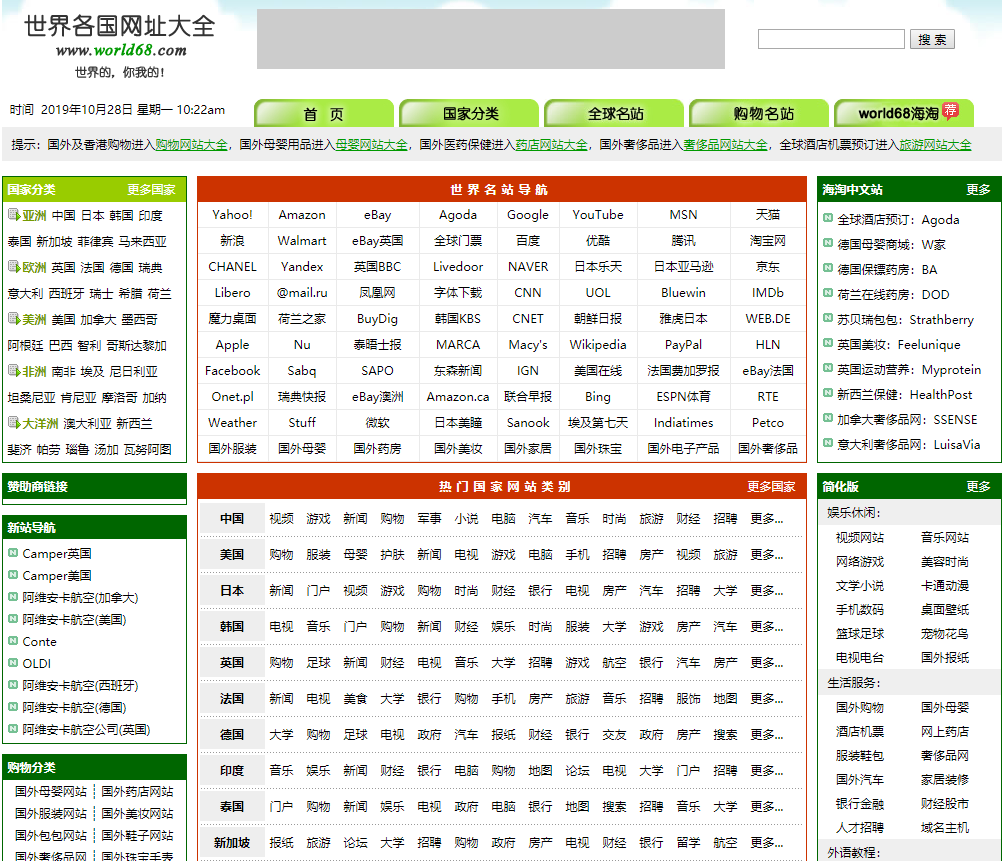 世界各国网址大全
www.world68.com
世界的，你我的！
搜 索
时间 2019年10月28日 星期一 10:22am
首 页 国家分类 全球名站 购物名站 world68海淘 荐
提示：国外及香港购物进入购物网站大全，国外母婴用品进入母婴网站大全，国外医药保健进入药店网站大全，国外奢侈品进入奢侈品网站大全，全球酒店机票预订进入旅游网站大全
国家分类 更多国家
亚洲 中国 日本 韩国 印度
泰国 新加坡 菲律宾 马来西亚
欧洲 英国 法国 德国 瑞典
意大利 西班牙 瑞士 希腊 荷兰
美洲 美国 加拿大 墨西哥
阿根廷 巴西 智利 哥斯达黎加
非洲 南非 埃及 尼日利亚
坦桑尼亚 肯尼亚 摩洛哥 加纳
大洋洲 澳大利亚 新西兰
斐济 帕劳 瑙鲁 汤加 瓦努阿图
世 界 名 站 导 航
Yahoo! Amazon eBay Agoda Google YouTube MSN 天猫
新浪 Walmart eBay英国 全球门票 百度 优酷 腾讯 淘宝网
CHANEL Yandex 英国BBC Livedoor NAVER 日本乐天 日本亚马逊 京东
Libero @mail.ru 凤凰网 字体下载 CNN UOL Bluewin IMDb
魔力桌面 荷兰之家 BuyDig 韩国KBS CNET 朝鲜日报 雅虎日本 WEB.DE
Apple Nu 泰晤士报 MARCA Macy's Wikipedia PayPal HLN
Facebook Sabq SAPO 东森新闻 IGN 美国在线 法国费加罗报 eBay法国
Onet.pl 瑞典快报 eBay澳洲 Amazon.ca 联合早报 Bing ESPN体育 RTE
Weather Stuff 微软 日本美瞳 Sanook 埃及第七天 Indiatimes Petco
国外服装 国外母婴 国外药房 国外美妆 国外家居 国外珠宝 国外电子产品 国外奢侈品
海淘中文站 更多
全球酒店预订：Agoda
德国母婴商城：W家
德国保镖药房：BA
荷兰在线药房：DOD
苏贝瑞包包：Strathberry
英国美妆：Feelunique
英国运动营养：Myprotein
新西兰保健：HealthPost
加拿大奢侈品网：SSENSE
意大利奢侈品网：LuisaVia
赞助商链接
新站导航
Camper英国
Camper美国
阿维安卡航空(加拿大)
阿维安卡航空(美国)
Conte
OLDI
阿维安卡航空(西班牙)
阿维安卡航空(德国)
阿维安卡航空公司(英国)
购物分类
国外母婴网站 国外药店网站
国外服装网站 国外美妆网站
国外包包网站 国外鞋子网站
国外奢侈品网 国外珠宝手表
热 门 国 家 网 站 类 别 更多国家
中国 视频 游戏 新闻 购物 军事 小说 电脑 汽车 音乐 时尚 旅游 财经 招聘 更多...
美国 购物 服装 母婴 护肤 新闻 电视 游戏 电脑 手机 招聘 房产 视频 旅游 更多...
日本 新闻 门户 视频 游戏 购物 时尚 财经 银行 电视 房产 汽车 招聘 大学 更多...
韩国 电视 音乐 门户 购物 新闻 财经 娱乐 时尚 服装 大学 游戏 房产 汽车 更多...
英国 购物 足球 新闻 财经 电视 音乐 大学 招聘 游戏 航空 银行 汽车 房产 更多...
法国 新闻 电视 美食 大学 银行 购物 手机 房产 旅游 音乐 招聘 服饰 地图 更多...
德国 大学 购物 足球 电视 政府 汽车 报纸 财经 银行 交友 政府 房产 搜索 更多...
印度 音乐 娱乐 新闻 财经 银行 电脑 购物 地图 论坛 电视 大学 门户 招聘 更多...
泰国 门户 购物 新闻 娱乐 电视 政府 电脑 银行 地图 搜索 招聘 音乐 大学 更多...
新加坡 报纸 旅游 论坛 大学 招聘 购物 政府 房产 电视 财经 银行 留学 航空 更多...
简化版 更多
娱乐休闲：
视频网站 音乐网站
网络游戏 美容时尚
文学小说 卡通动漫
手机数码 桌面壁纸
篮球足球 宠物花鸟
电视电台 国外报纸
生活服务：
国外购物 国外母婴
酒店机票 网上药店
服装鞋包 奢侈品网
国外汽车 家居装修
银行金融 财经股市
人才招聘 域名主机
外语教程：